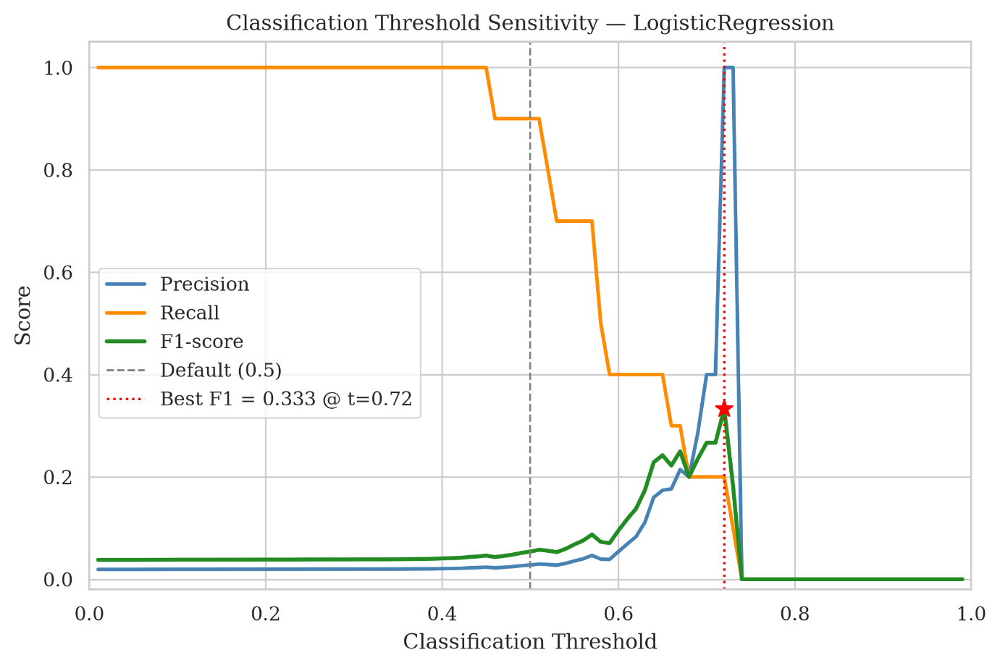 Classification Threshold Sensitivity — LogisticRegression
1.0
0.8
0.6
0.4
0.2
0.0
Score
Precision
Recall
F1-score
Default (0.5)
Best F1 = 0.333 @ t=0.72
0.0 0.2 0.4 0.6 0.8 1.0
Classification Threshold